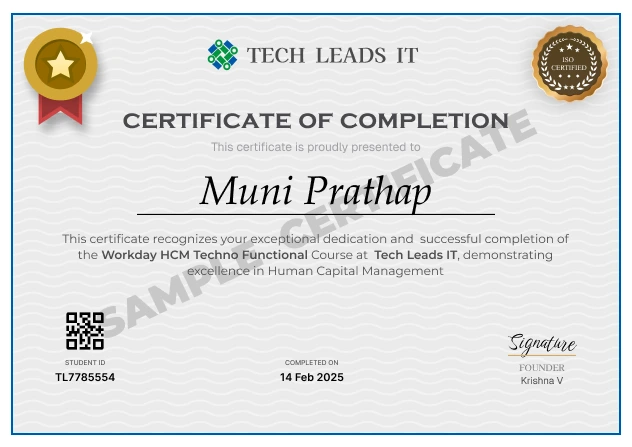 TECH LEADS IT
ISO
CERTIFIED
CERTIFICATE OF COMPLETION
This certificate is proudly presented to
Muni Prathap
This certificate recognizes your exceptional dedication and successful completion of
the Workday HCM Techno Functional Course at Tech Leads IT, demonstrating
excellence in Human Capital Management
SAMPLE CERTIFICATE
STUDENT ID
TL7785554
COMPLETED ON
14 Feb 2025
Signature
FOUNDER
Krishna V